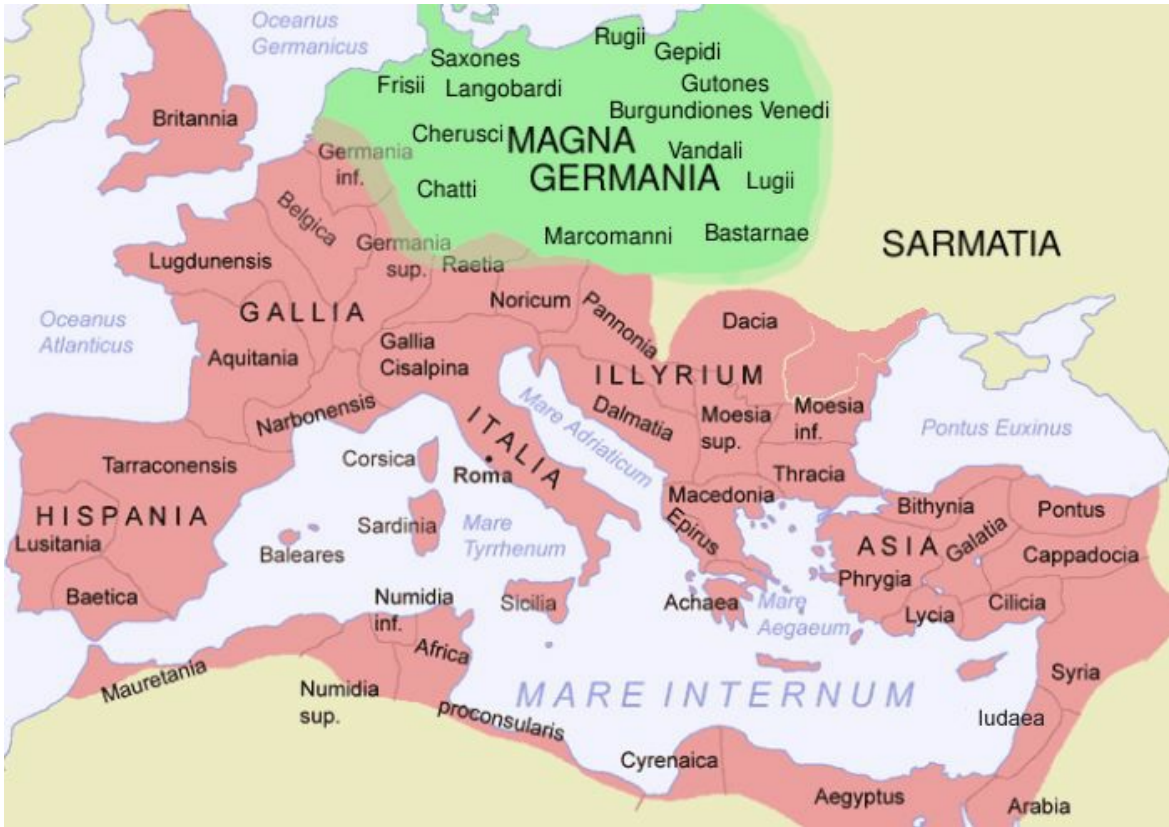 Oceanus
Germanicus
Rugii
Gepidi
Saxones
Frisii
Langobardi
Gutones
Burgundiones
Venedi
Britannia
Cherusci
MAGNA
GERMANIA
Vandali
Lugii
Germania
inf.
Chatti
Belgica
Marcomanni
Bastarnae
SARMATIA
Germania
sup.
Raetia
Lugdunensis
Noricum
Pannonia
Dacia
GALLIA
Oceanus
Atlanticus
Aquitania
Gallia
Cisalpina
ILLYRIUM
Dalmatia
Moesia
sup.
Moesia
inf.
Pontus Euxinus
Narbonensis
Mare Adriaticum
ITALIA
Corsica
Roma
Tarraconensis
Thracia
Macedonia
Epirus
Bithynia
Pontus
HISPANIA
Lusitania
Sardinia
Mare
Tyrrhenum
Baleares
ASIA
Galatia
Cappadocia
Phrygia
Baetica
Numidia
inf.
Sicilia
Achaea
Mare
Aegaeum
Lycia
Cilicia
Africa
proconsularis
Mauretania
Numidia
sup.
MARE INTERNUM
Syria
Iudaea
Cyrenaica
Aegyptus
Arabia